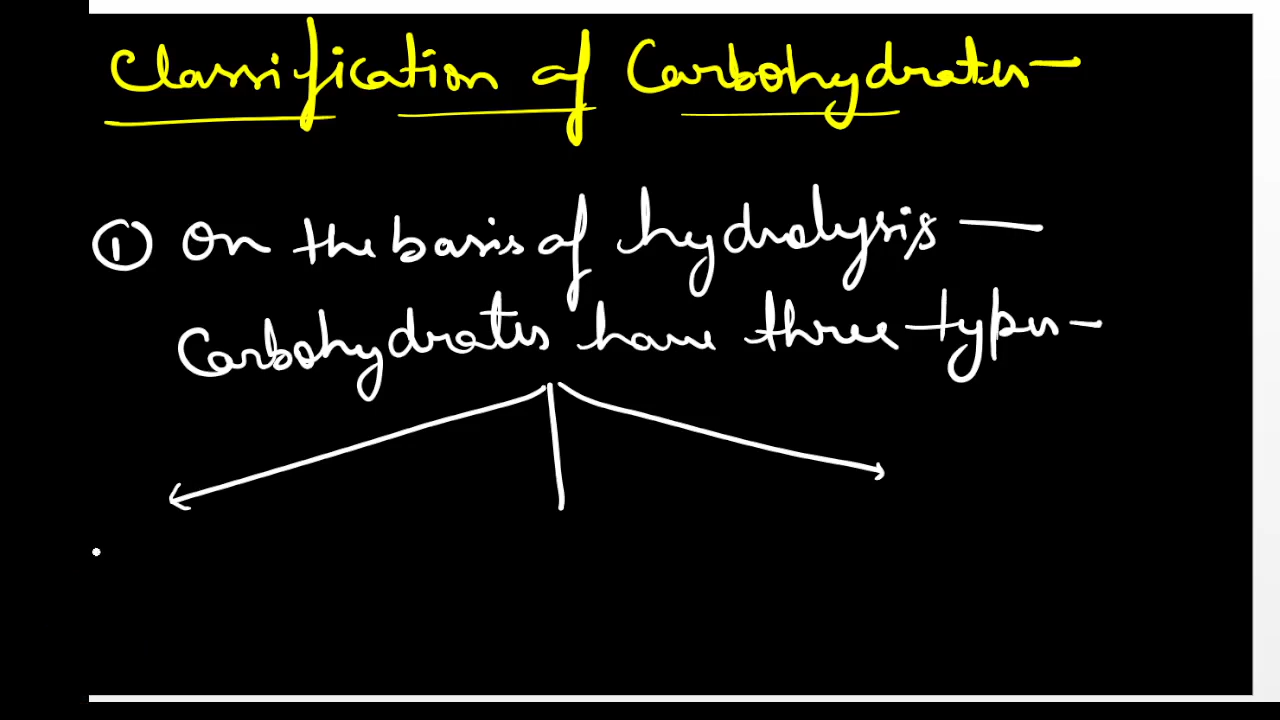 Classification of Carbohydrates-
① On the basis of hydrolysis —
Carbohydrates have three types-